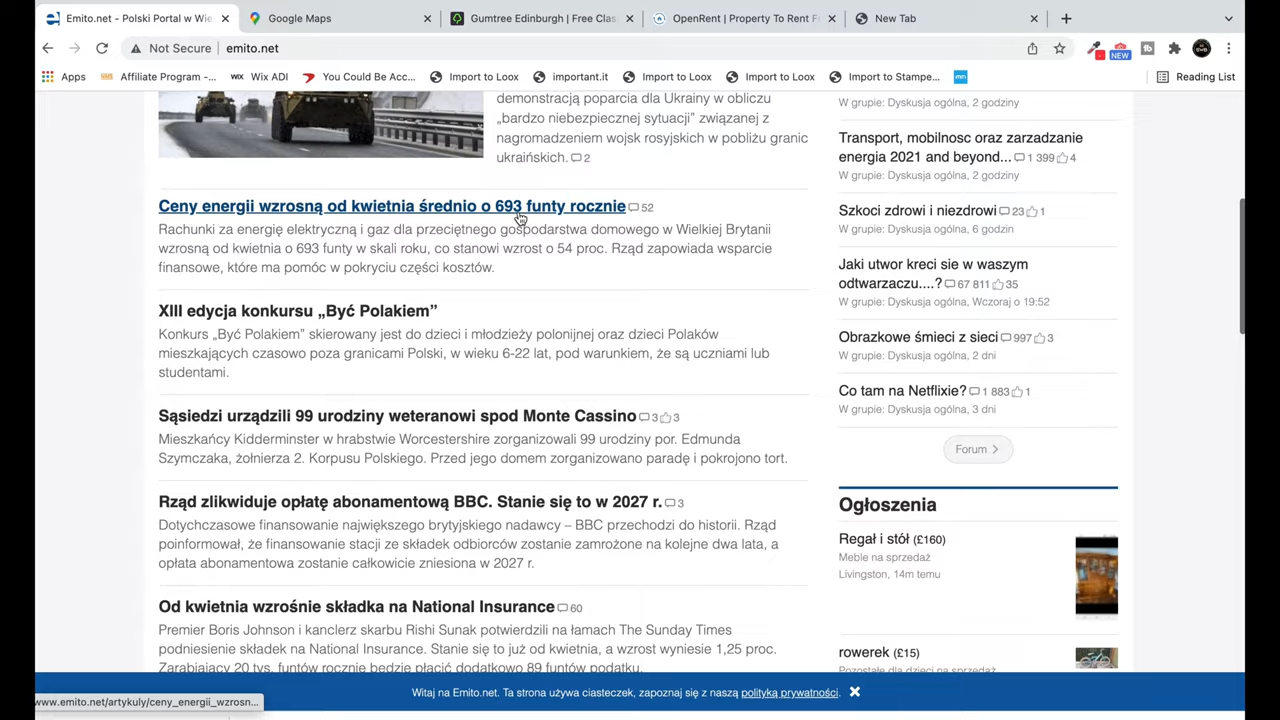 Emito.net - Polski Portal w Wie
Google Maps
Gumtree Edinburgh | Free Clas
OpenRent | Property To Rent F
New Tab
Not Secure
emito.net
NEW
Apps
Affiliate Program -...
WIX Wix ADI
You Could Be Acc...
Import to Loox
important.it
Import to Loox
Import to Loox
Import to Stampe...
Reading List
demonstracją poparcia dla Ukrainy w obliczu
„bardzo niebezpiecznej sytuacji” związanej z
nagromadzeniem wojsk rosyjskich w pobliżu granic
ukraińskich. 2
Ceny energii wzrosną od kwietnia średnio o 693 funty rocznie 52
Rachunki za energię elektryczną i gaz dla przeciętnego gospodarstwa domowego w Wielkiej Brytanii
wzrosną od kwietnia o 693 funty w skali roku, co stanowi wzrost o 54 proc. Rząd zapowiada wsparcie
finansowe, które ma pomóc w pokryciu części kosztów.
XIII edycja konkursu „Być Polakiem”
Konkurs „Być Polakiem” skierowany jest do dzieci i młodzieży polonijnej oraz dzieci Polaków
mieszkających czasowo poza granicami Polski, w wieku 6-22 lat, pod warunkiem, że są uczniami lub
studentami.
Sąsiedzi urządzili 99 urodziny weteranowi spod Monte Cassino 3 3
Mieszkańcy Kidderminster w hrabstwie Worcestershire zorganizowali 99 urodziny por. Edmunda
Szymczaka, żołnierza 2. Korpusu Polskiego. Przed jego domem zorganizowano paradę i pokrojono tort.
Rząd zlikwiduje opłatę abonamentową BBC. Stanie się to w 2027 r. 3
Dotychczasowe finansowanie największego brytyjskiego nadawcy – BBC przechodzi do historii. Rząd
poinformował, że finansowanie stacji ze składek odbiorców zostanie zamrożone na kolejne dwa lata, a
opłata abonamentowa zostanie całkowicie zniesiona w 2027 r.
Od kwietnia wzrośnie składka na National Insurance 60
Premier Boris Johnson i kanclerz skarbu Rishi Sunak potwierdzili na łamach The Sunday Times
podniesienie składek na National Insurance. Stanie się to już od kwietnia, a wzrost wyniesie 1,25 proc.
Zarabiający 20 tys. funtów rocznie będzie płacić dodatkowo 89 funtów podatku.
W grupie: Dyskusja ogólna, 2 godziny
Transport, mobilnosc oraz zarzadzanie
energia 2021 and beyond... 1 399 4
W grupie: Dyskusja ogólna, 2 godziny
Szkoci zdrowi i niezdrowi 23 1
W grupie: Dyskusja ogólna, 6 godzin
Jaki utwor kreci sie w waszym
odtwarzaczu....? 67 811 35
W grupie: Dyskusja ogólna, Wczoraj o 19:52
Obrazkowe śmieci z sieci 997 3
W grupie: Dyskusja ogólna, 2 dni
Co tam na Netflixie? 1 883 1
W grupie: Dyskusja ogólna, 3 dni
Forum
Ogłoszenia
Regał i stół (£160)
Meble na sprzedaż
Livingston, 14m temu
rowerek (£15)
Pozostałe dla dzieci na sprzedaż
Witaj na Emito.net. Ta strona używa ciasteczek, zapoznaj się z naszą polityką prywatności.
www.emito.net/artykuly/ceny_energii_wzrosn...